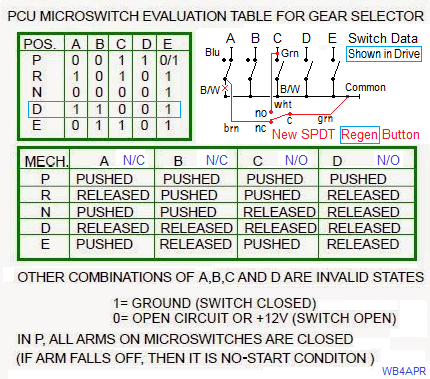 PCU MICROSWITCH EVALUATION TABLE FOR GEAR SELECTOR
POS. A B C D E
P 0 0 1 1 0/1
R 1 0 1 0 1
N 0 0 1 0 1
D 1 1 0 0 1
E 0 1 1 0 1
A B C D E Switch Data
Blu Grn Shown in Drive
B/W B/W Common
wht
no c grn
brn nc
New SPDT Regen Button
MECH. A N/C B N/C C N/O D N/O
P PUSHED PUSHED PUSHED PUSHED
R RELEASED PUSHED PUSHED RELEASED
N PUSHED PUSHED PUSHED RELEASED
D RELEASED RELEASED RELEASED RELEASED
E PUSHED RELEASED PUSHED RELEASED
OTHER COMBINATIONS OF A,B,C AND D ARE INVALID STATES
1= GROUND (SWITCH CLOSED)
0= OPEN CIRCUIT OR +12V (SWITCH OPEN)
IN P, ALL ARMS ON MICROSWITCHES ARE CLOSED
(IF ARM FALLS OFF, THEN IT IS NO-START CONDITON )
WB4APR